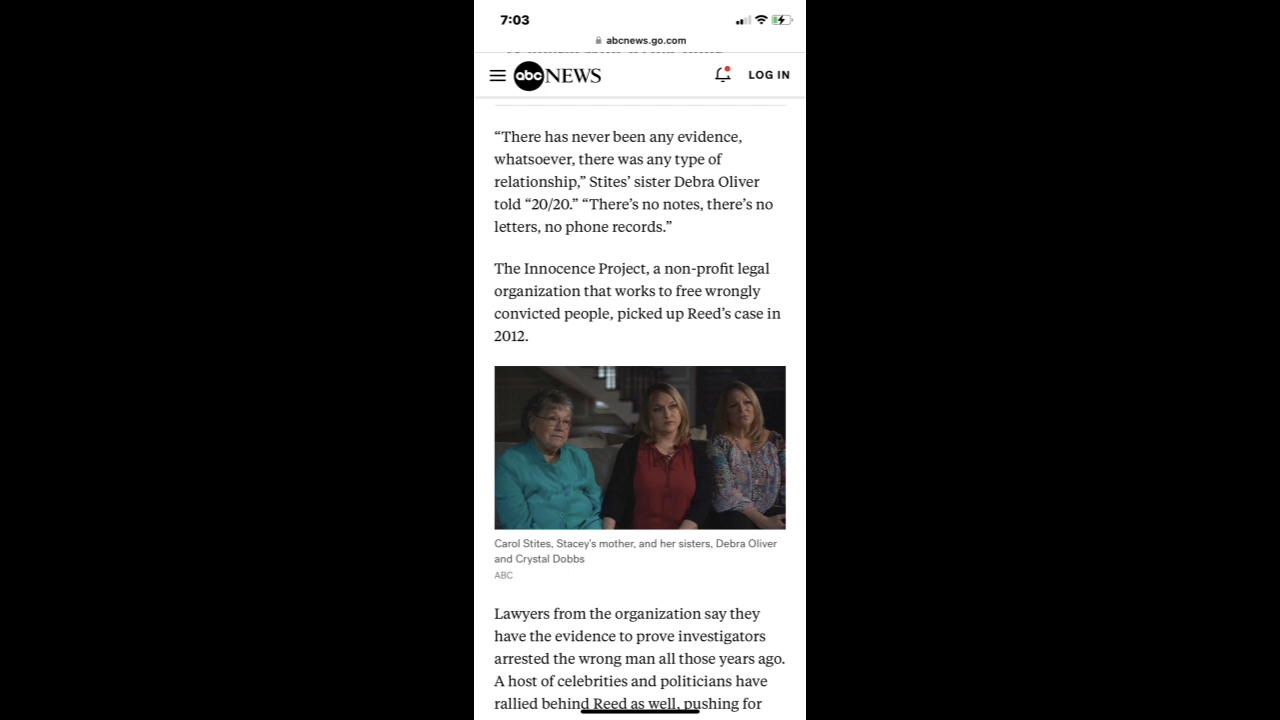 7:03
abcnews.go.com
abc NEWS
LOG IN
“There has never been any evidence,
whatsoever, there was any type of
relationship,” Stites’ sister Debra Oliver
told “20/20.” “There’s no notes, there’s no
letters, no phone records.”
The Innocence Project, a non-profit legal
organization that works to free wrongly
convicted people, picked up Reed’s case in
2012.
Carol Stites, Stacey’s mother, and her sisters, Debra Oliver
and Crystal Dobbs
ABC
Lawyers from the organization say they
have the evidence to prove investigators
arrested the wrong man all those years ago.
A host of celebrities and politicians have
rallied behind Reed as well, pushing for